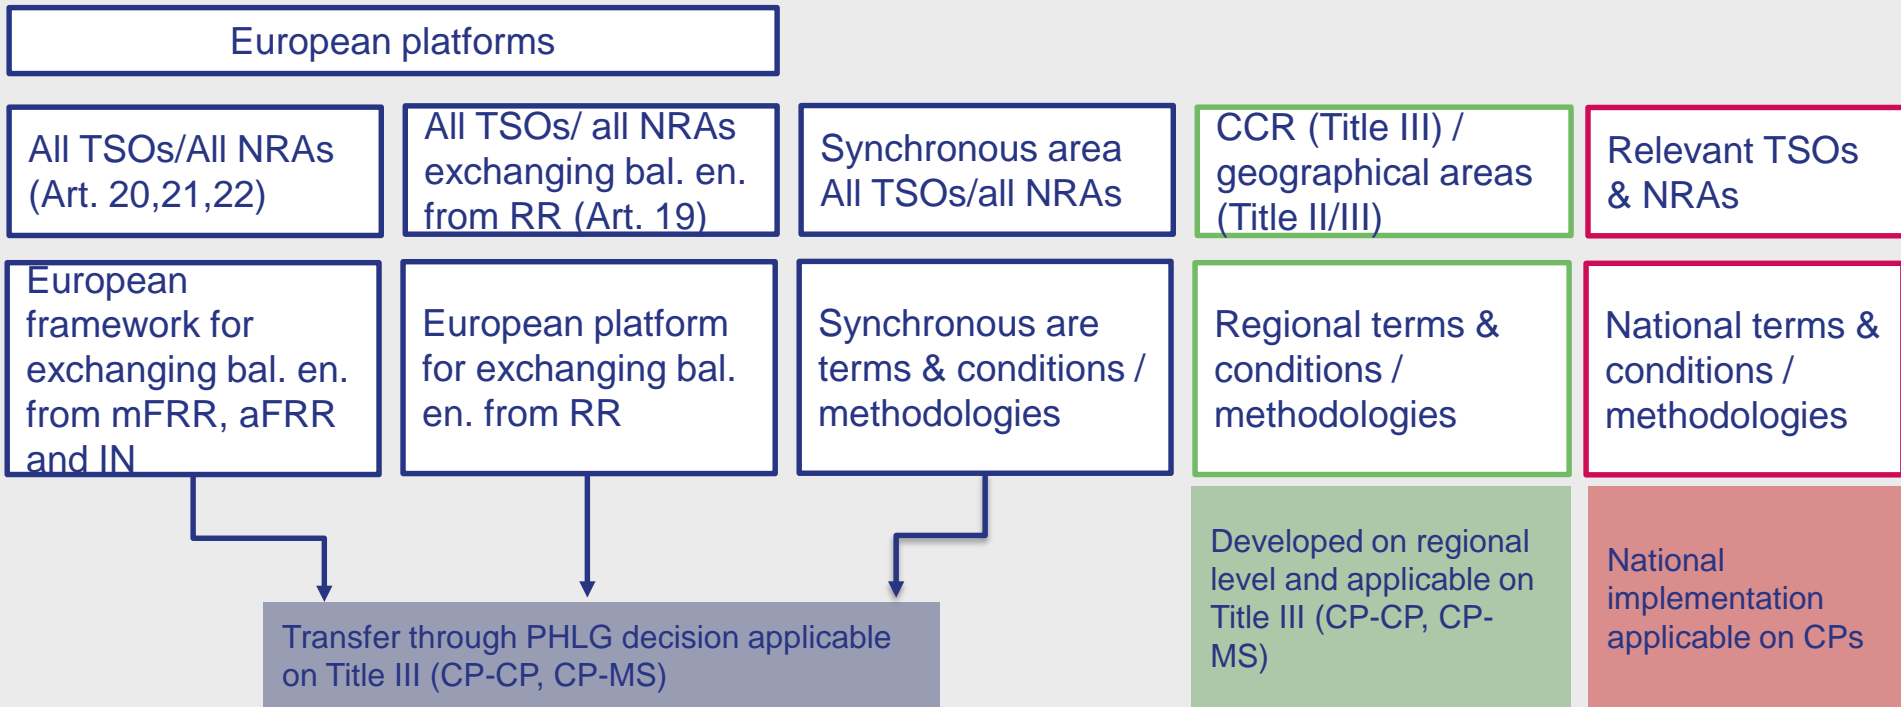 European platforms
All TSOs/All NRAs
(Art. 20,21,22)
All TSOs/ all NRAs
exchanging bal. en.
from RR (Art. 19)
Synchronous area
All TSOs/all NRAs
CCR (Title III) /
geographical areas
(Title II/III)
Relevant TSOs
& NRAs
European
framework for
exchanging bal. en.
from mFRR, aFRR
and IN
European platform
for exchanging bal.
en. from RR
Synchronous are
terms & conditions /
methodologies
Regional terms &
conditions /
methodologies
National terms &
conditions /
methodologies
Transfer through PHLG decision applicable
on Title III (CP-CP, CP-MS)
Developed on regional
level and applicable on
Title III (CP-CP, CP-
MS)
National
implementation
applicable on CPs